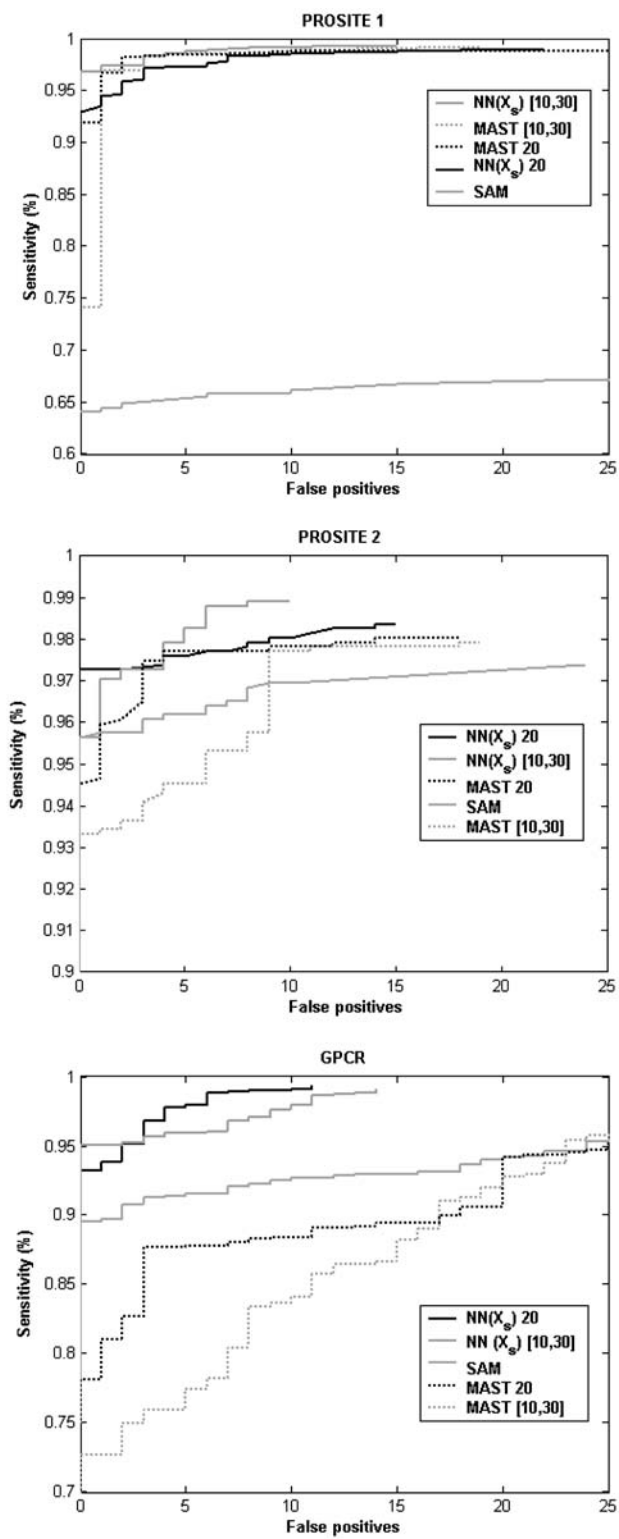 PROSITE 1
1
0.95
0.9
0.85
0.8
0.75
0.7
0.65
0.6
Sensitivity (%)
NN(Xs) [10,30]
MAST [10,30]
MAST 20
NN(Xs) 20
SAM
0 5 10 15 20 25
False positives
PROSITE 2
1
0.99
0.98
0.97
0.96
0.95
0.94
0.93
0.92
0.91
0.9
Sensitivity (%)
NN(Xs) 20
NN(Xs) [10,30]
MAST 20
SAM
MAST [10,30]
0 5 10 15 20 25
False positives
GPCR
1
0.95
0.9
0.85
0.8
0.75
0.7
Sensitivity (%)
NN(Xs) 20
NN (Xs) [10,30]
SAM
MAST 20
MAST [10,30]
0 5 10 15 20 25
False positives